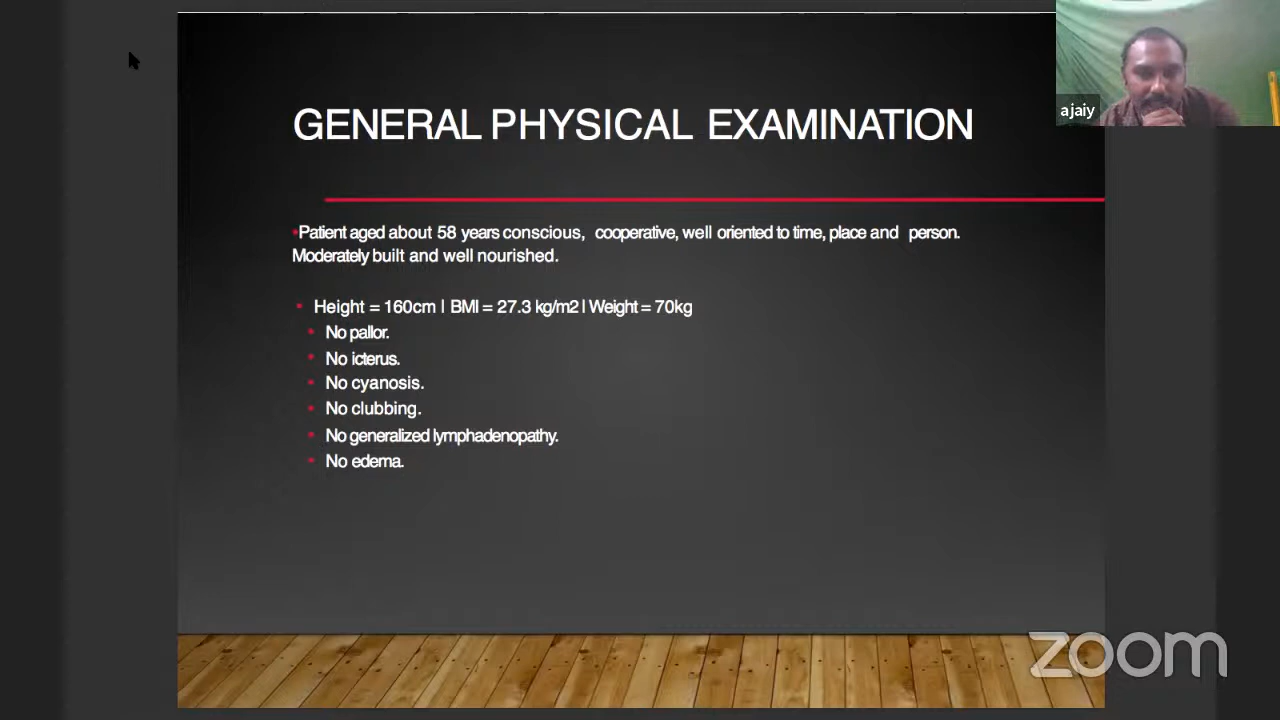 GENERAL PHYSICAL EXAMINATION
ajaiy
•Patient aged about 58 years conscious, cooperative, well oriented to time, place and person.
Moderately built and well nourished.
• Height = 160cm | BMI = 27.3 kg/m2 | Weight = 70kg
• No pallor.
• No icterus.
• No cyanosis.
• No clubbing.
• No generalized lymphadenopathy.
• No edema.
zoom